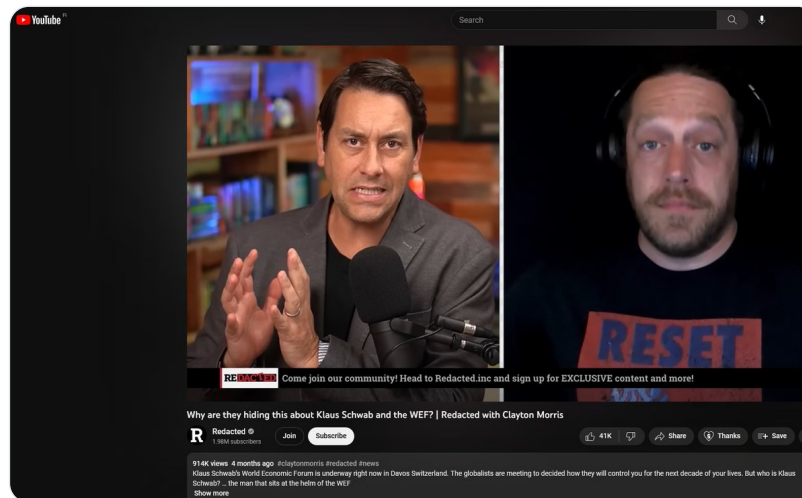 YouTube FI
Search
RESET
REDACTED Come join our community! Head to Redacted.inc and sign up for EXCLUSIVE content and more!
Why are they hiding this about Klaus Schwab and the WEF? | Redacted with Clayton Morris
R Redacted
1.98M subscribers
Join
Subscribe
41K
Share
Thanks
Save
914K views 4 months ago #claytonmorris #redacted #news
Klaus Schwab's World Economic Forum is underway right now in Davos Switzerland. The globalists are meeting to decided how they will control you for the next decade of your lives. But who is Klaus
Schwab? ... the man that sits at the helm of the WEF
Show more